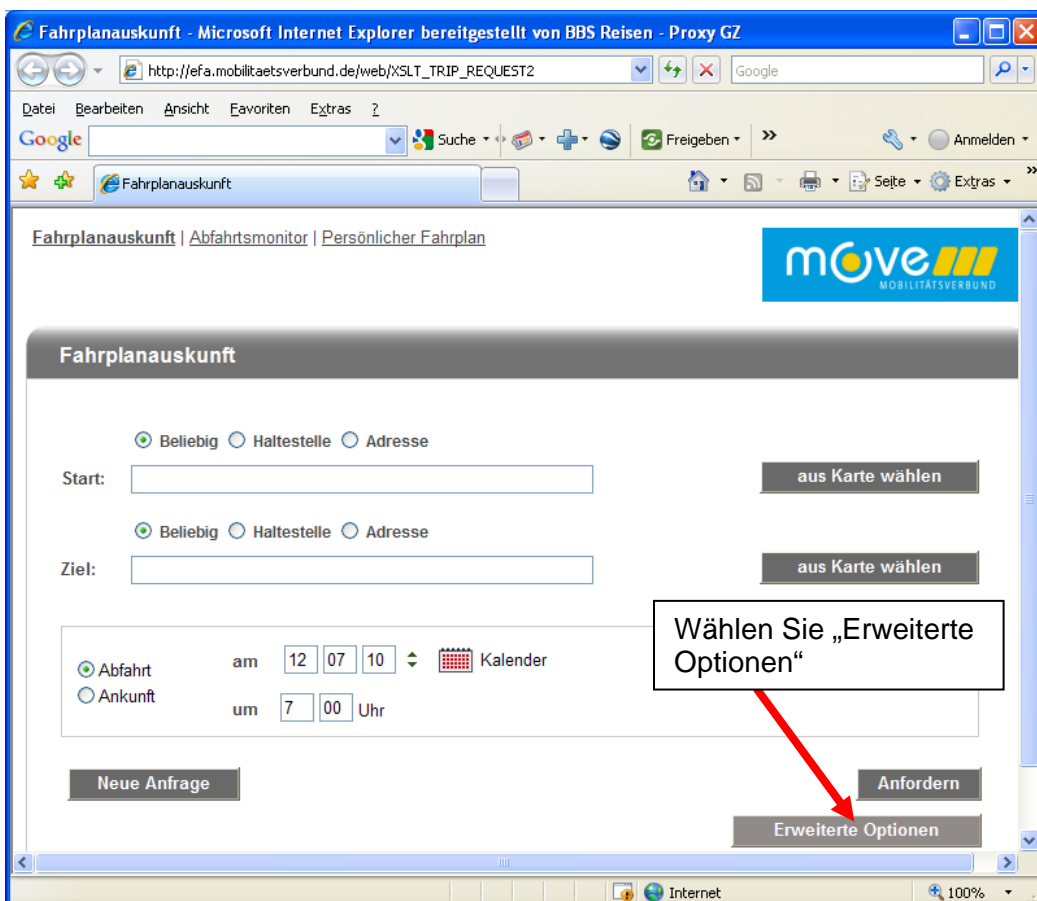 Fahrplanauskunft - Microsoft Internet Explorer bereitgestellt von BBS Reisen - Proxy GZ
http://efa.mobilitaetsverbund.de/web/XSLT_TRIP_REQUEST2 Google
Datei Bearbeiten Ansicht Favoriten Extras ?
Google Suche Freigeben » Anmelden
Fahrplanauskunft Seite Extras »
Fahrplanauskunft | Abfahrtsmonitor | Persönlicher Fahrplan
move
MOBILITÄTSVERBUND
Fahrplanauskunft
Beliebig Haltestelle Adresse
Start: aus Karte wählen
Beliebig Haltestelle Adresse
Ziel: aus Karte wählen
Wählen Sie „Erweiterte
Optionen“
Abfahrt am 12 07 10 Kalender
Ankunft um 7 00 Uhr
Neue Anfrage Anfordern
Erweiterte Optionen
Internet 100%